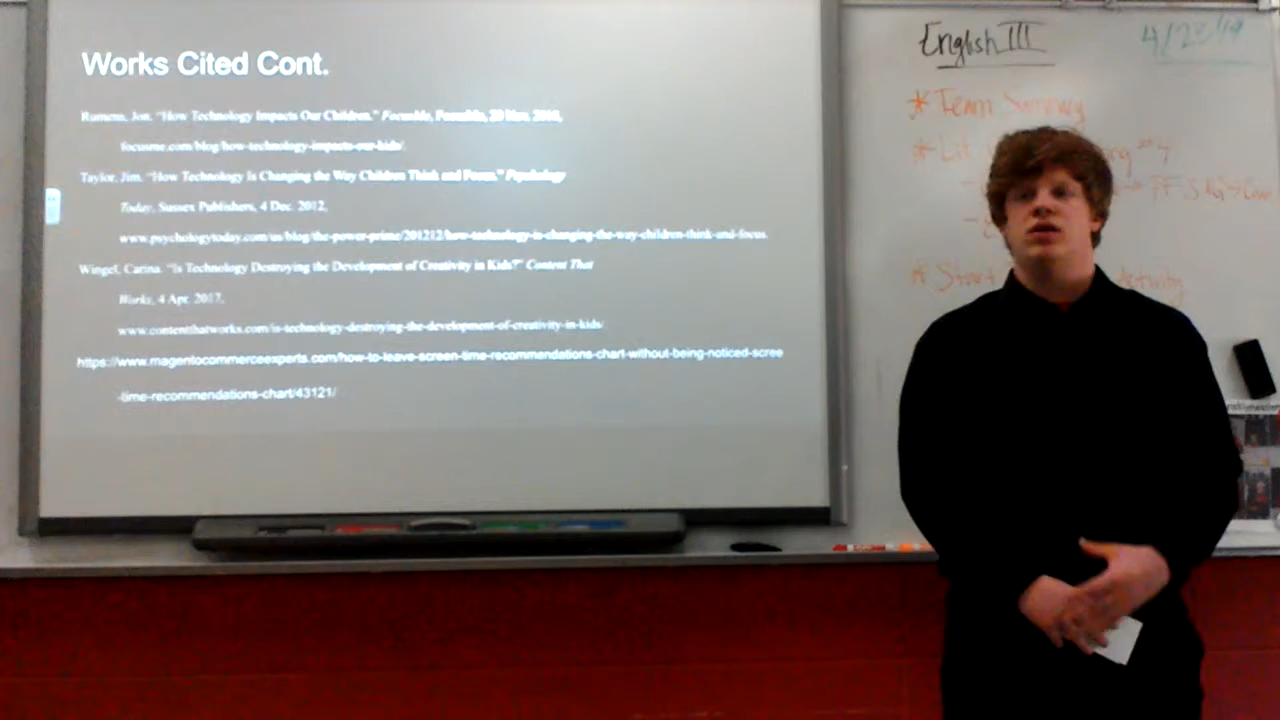 Works Cited Cont.
Jon. "How Technology Impacts Our Children." FocusMe, FocusMe, 20 Nov. 2018,
focusme.com/blog/how-technology-impacts-our-kids/.
Taylor, Jim. "How Technology Is Changing the Way Children Think and Focus." Psychology
Today, Sussex Publishers, 4 Dec. 2012,
www.psychologytoday.com/us/blog/the-power-prime/201212/how-technology-is-changing-the-way-children-think-and-focus.
Wingel, Carina. "Is Technology Destroying the Development of Creativity in Kids?" Content That
Works, 4 Apr. 2017,
www.contentthatworks.com/is-technology-destroying-the-development-of-creativity-in-kids/
https://www.magentocommerceexperts.com/how-to-leave-screen-time-recommendations-chart-without-being-noticed-scree
-time-recommendations-chart/43121/
English III
* Team Summary
* Lit
* Start Activity